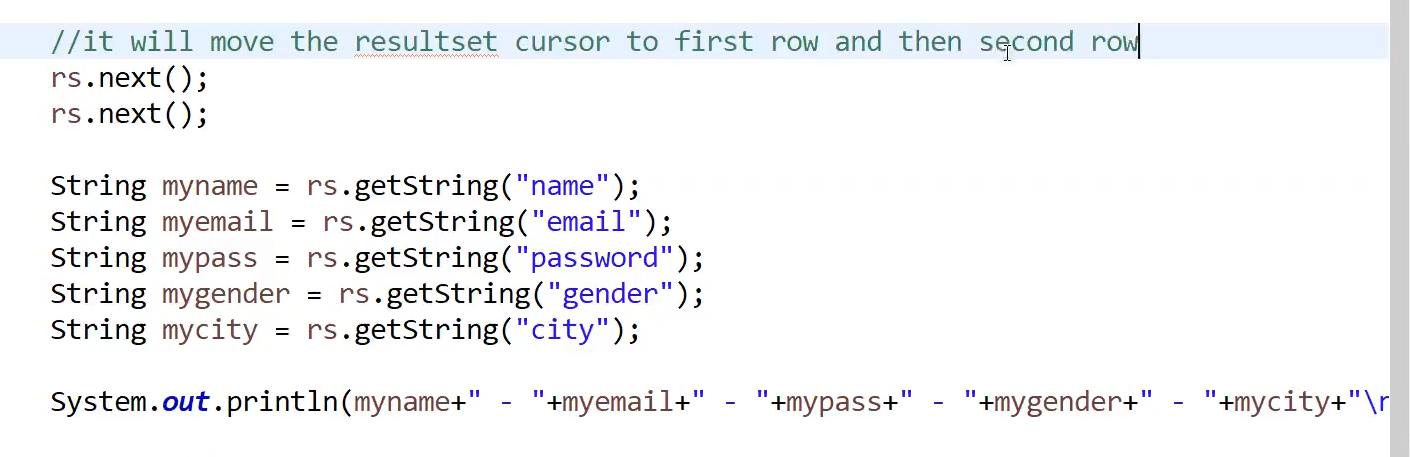 //it will move the resultset cursor to first row and then second row
rs.next();
rs.next();
String myname = rs.getString("name");
String myemail = rs.getString("email");
String mypass = rs.getString("password");
String mygender = rs.getString("gender");
String mycity = rs.getString("city");
System.out.println(myname+" - "+myemail+" - "+mypass+" - "+mygender+" - "+mycity+"\